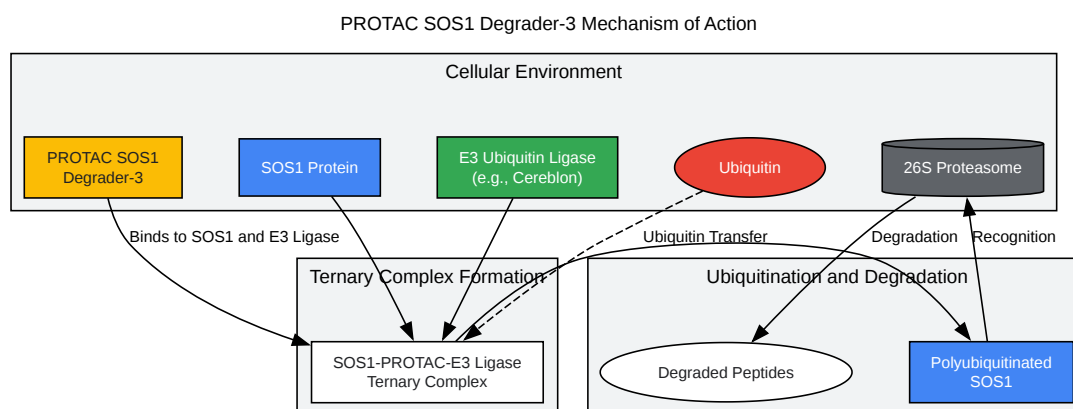 PROTAC SOS1 Degrader-3 Mechanism of Action
Cellular Environment
PROTAC SOS1
Degrader-3
SOS1 Protein
E3 Ubiquitin Ligase
(e.g., Cereblon)
Ubiquitin
26S Proteasome
Binds to SOS1 and E3 Ligase
Ubiquitin Transfer
Degradation
Recognition
Ternary Complex Formation
Ubiquitination and Degradation
SOS1-PROTAC-E3 Ligase
Ternary Complex
Degraded Peptides
Polyubiquitinated
SOS1